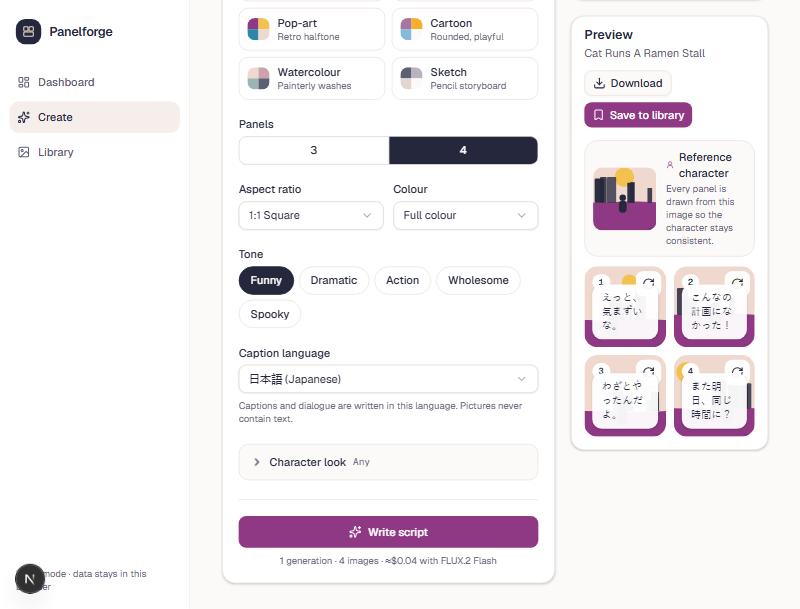 Panelforge
Dashboard
Create
Library
mode · data stays in this
Pop-art
Retro halftone
Cartoon
Rounded, playful
Watercolour
Painterly washes
Sketch
Pencil storyboard
Panels
3
4
Aspect ratio
Colour
1:1 Square
Full colour
Tone
Funny
Dramatic
Action
Wholesome
Spooky
Caption language
日本語 (Japanese)
Captions and dialogue are written in this language. Pictures never
contain text.
Character look Any
Write script
1 generation · 4 images · ≈$0.04 with FLUX.2 Flash
Preview
Cat Runs A Ramen Stall
Download
Save to library
Reference
character
Every panel is
drawn from this
image so the
character stays
consistent.
1
えっと、
気まずい
な。
2
こんなの
計画にな
かった！
3
わざとや
ったんだ
よ。
4
また明
日、同じ
時間に？
N